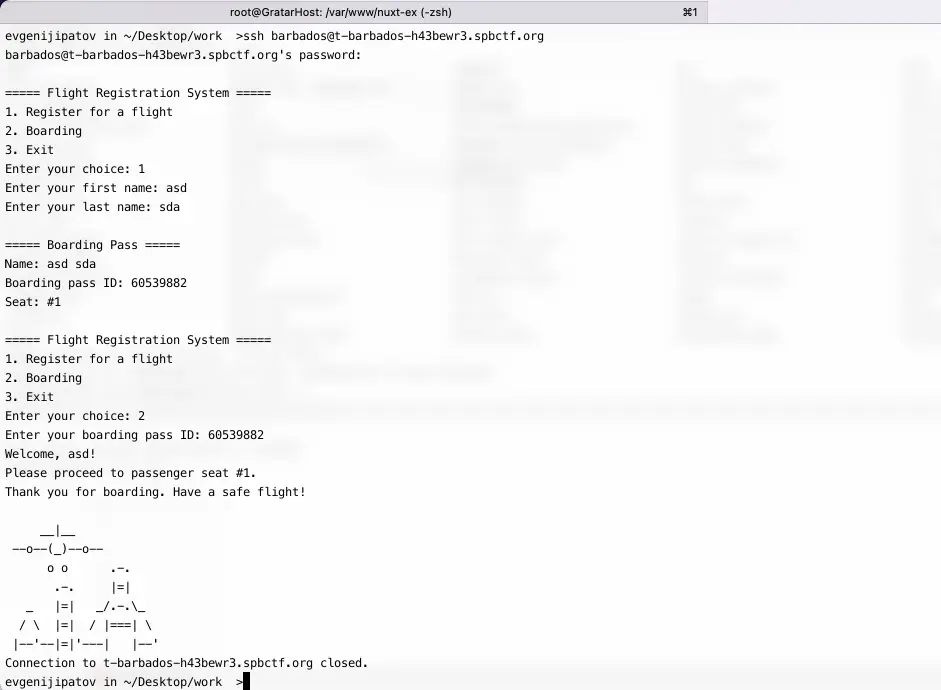 root@GratarHost: /var/www/nuxt-ex (-zsh) ⌘1
evgenijipatov in ~/Desktop/work  >ssh barbados@t-barbados-h43bewr3.spbctf.org
barbados@t-barbados-h43bewr3.spbctf.org's password:

===== Flight Registration System =====
1. Register for a flight
2. Boarding
3. Exit
Enter your choice: 1
Enter your first name: asd
Enter your last name: sda

===== Boarding Pass =====
Name: asd sda
Boarding pass ID: 60539882
Seat: #1

===== Flight Registration System =====
1. Register for a flight
2. Boarding
3. Exit
Enter your choice: 2
Enter your boarding pass ID: 60539882
Welcome, asd!
Please proceed to passenger seat #1.
Thank you for boarding. Have a safe flight!

     __|__
 --o--(_)--o--
      o o      .-.
       .-.     |=|
   _   |=|   _/.-.\_
  / \  |=|  / |===| \
 |--'--|=|'---|   |--'
Connection to t-barbados-h43bewr3.spbctf.org closed.
evgenijipatov in ~/Desktop/work  >